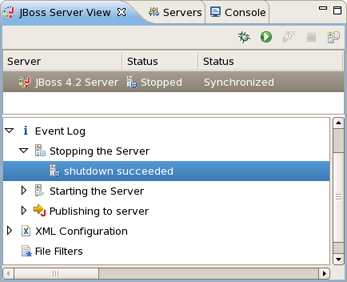 JBoss Server View Servers Console
Server Status Status
JBoss 4.2 Server Stopped Synchronized
Event Log
Stopping the Server
shutdown succeeded
Starting the Server
Publishing to server
XML Configuration
File Filters